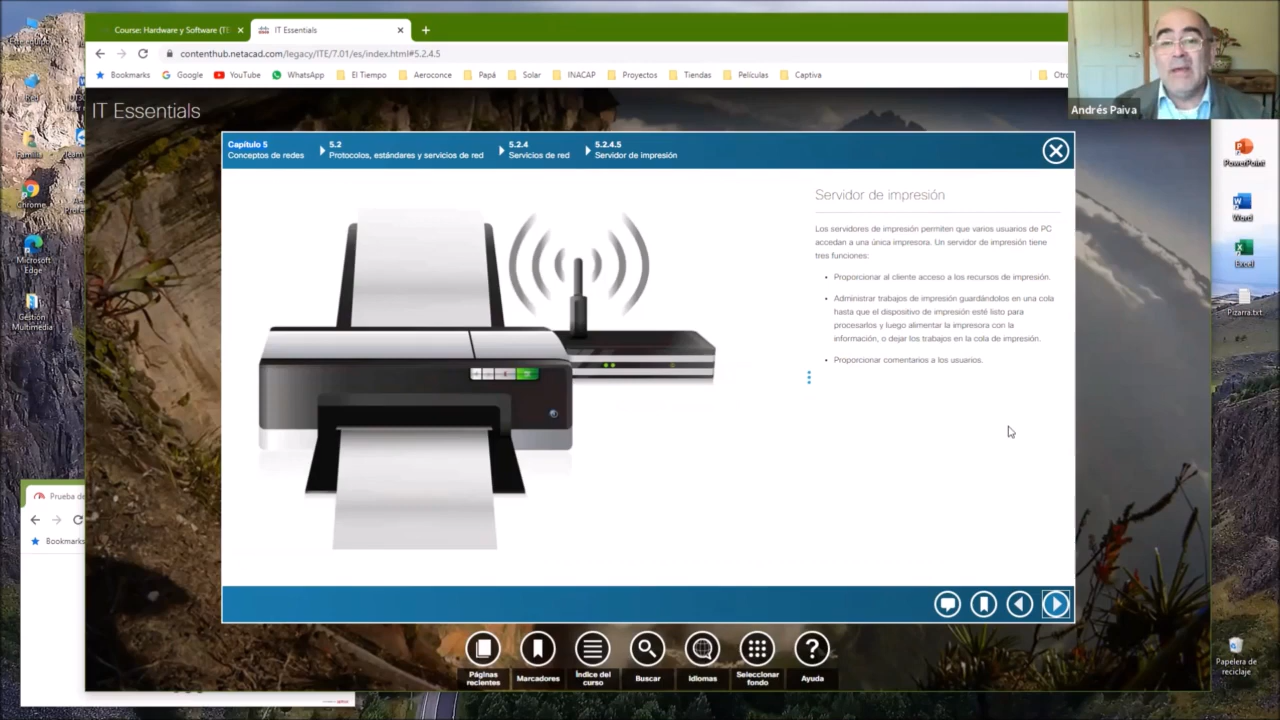 Course: Hardware y Software (TI
IT Essentials
contenthub.netacad.com/legacy/ITE/7.01/es/index.html#5.2.4.5
Bookmarks
Google
YouTube
WhatsApp
El Tiempo
Aeroconce
Papá
Solar
INACAP
Proyectos
Tiendas
Películas
Captiva
Otro
Andrés Paiva
IT Essentials
Capítulo 5
Conceptos de redes
5.2
Protocolos, estándares y servicios de red
5.2.4
Servicios de red
5.2.4.5
Servidor de impresión
Servidor de impresión
Los servidores de impresión permiten que varios usuarios de PC
accedan a una única impresora. Un servidor de impresión tiene
tres funciones:
• Proporcionar al cliente acceso a los recursos de impresión.
• Administrar trabajos de impresión guardándolos en una cola
hasta que el dispositivo de impresión esté listo para
procesarlos y luego alimentar la impresora con la
información, o dejar los trabajos en la cola de impresión.
• Proporcionar comentarios a los usuarios.
Páginas
recientes
Marcadores
Índice del
curso
Buscar
Idiomas
Seleccionar
fondo
Ayuda
Red
Familia
Chrome
Microsoft
Edge
Gestión
Multimedia
Prueba de
Bookmarks
PowerPoint
Word
Excel
Pizarra.txt
Papelera de
reciclaje